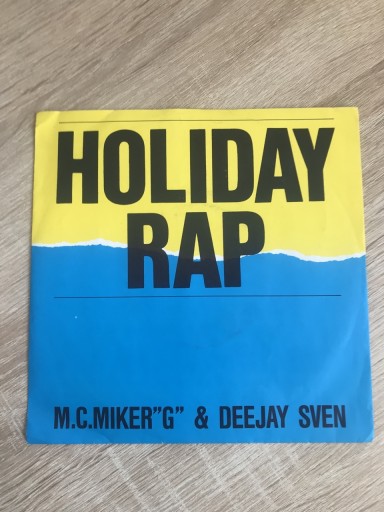 HOLIDAY
RAP
M.C.MIKER"G" & DEEJAY SVEN